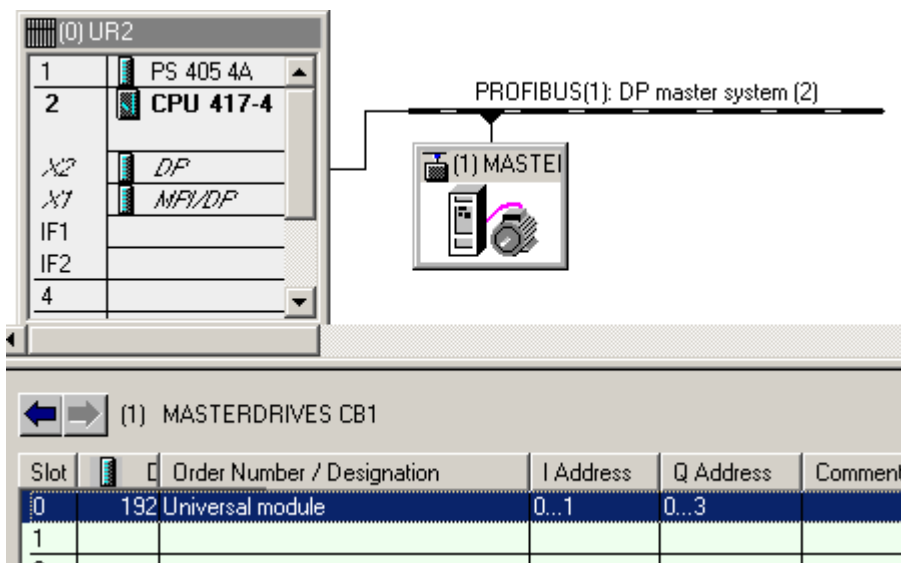 (0) UR2
1 PS 405 4A
2 CPU 417-4
X2 DP
X1 MPI/DP
IF1
IF2
4
PROFIBUS(1): DP master system (2)
(1) MASTEI
(1) MASTERDRIVES CB1
Slot D Order Number / Designation I Address Q Address Comment
0 192 Universal module 0...1 0...3
1